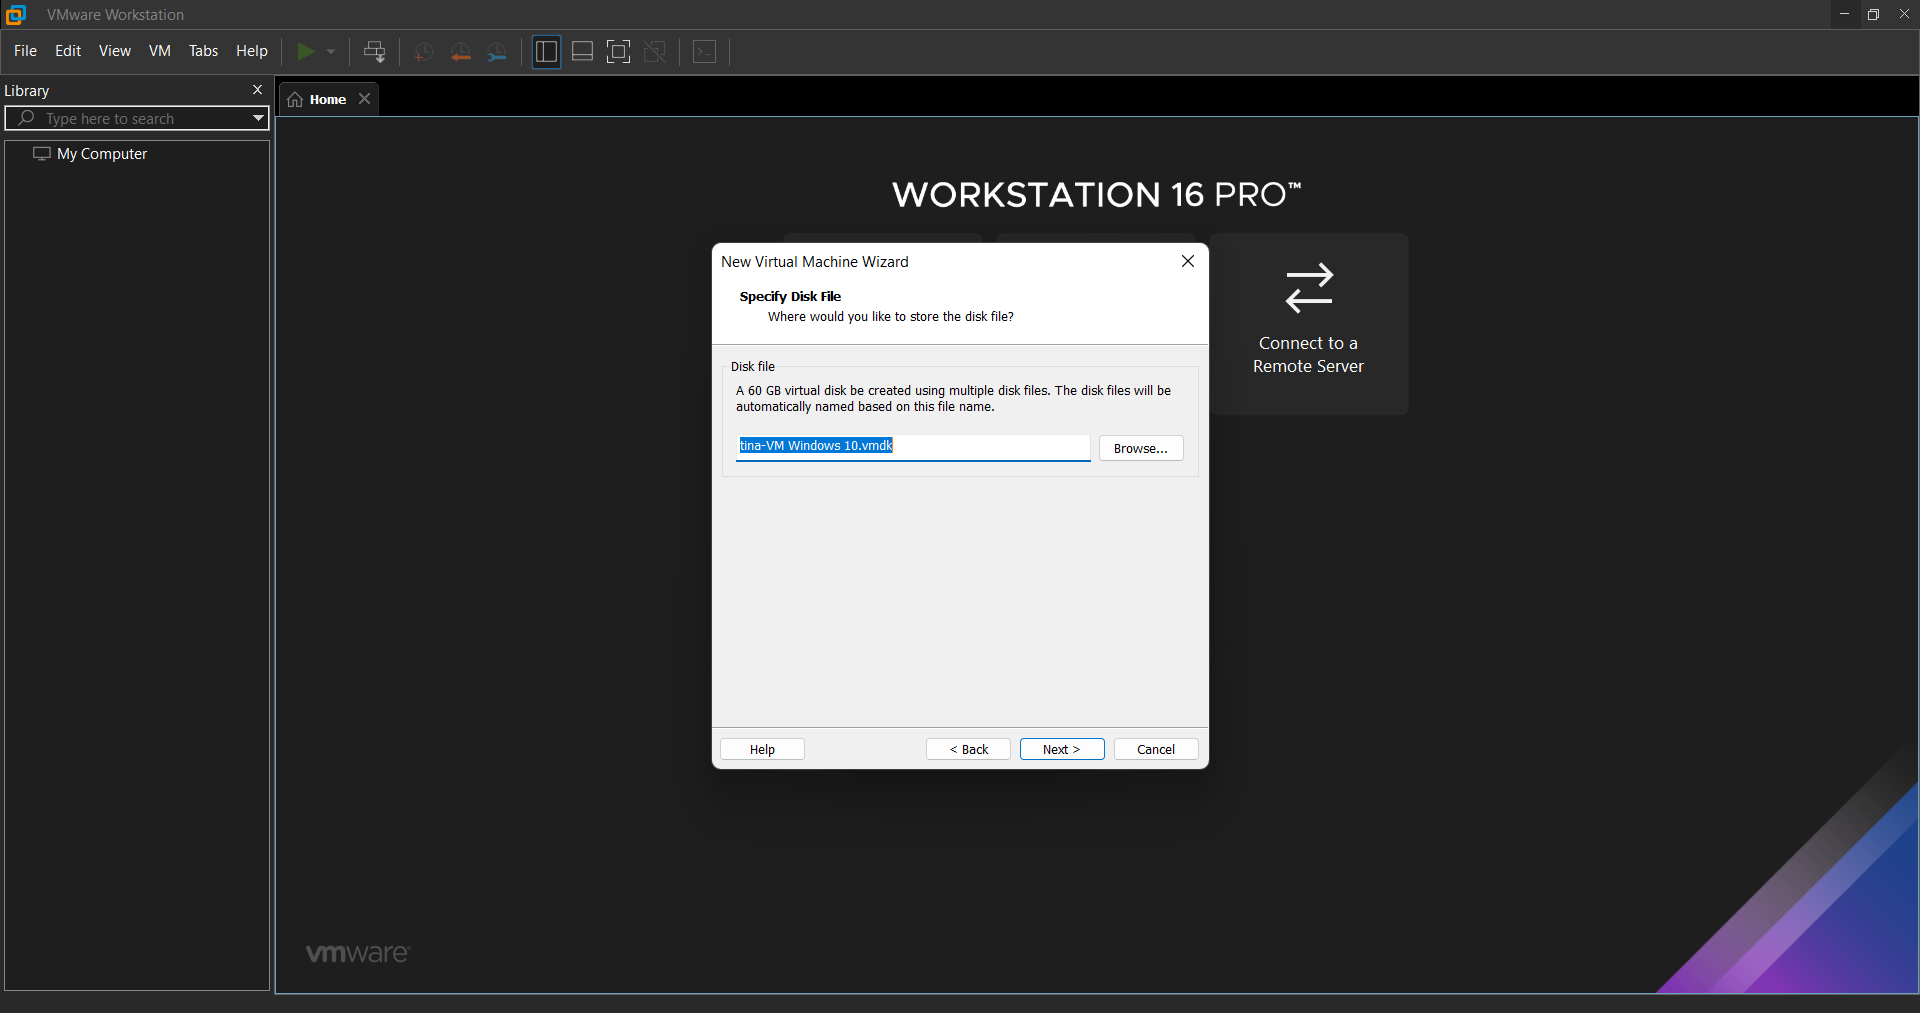 VMware Workstation
File Edit View VM Tabs Help
Library
Type here to search
My Computer
Home
WORKSTATION 16 PRO™
Connect to a
Remote Server
New Virtual Machine Wizard
Specify Disk File
Where would you like to store the disk file?
Disk file
A 60 GB virtual disk be created using multiple disk files. The disk files will be
automatically named based on this file name.
tina-VM Windows 10.vmdk
Browse...
Help < Back Next > Cancel
vmware